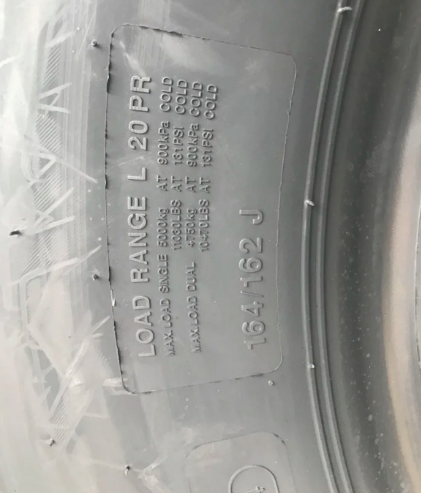 LOAD RANGE L 20 PR
MAX.LOAD SINGLE 5000kg AT 900kPa COLD
11030LBS AT 131PSI COLD
MAX.LOAD DUAL 4750kg AT 900kPa COLD
10470LBS AT 131PSI COLD
164/162 J